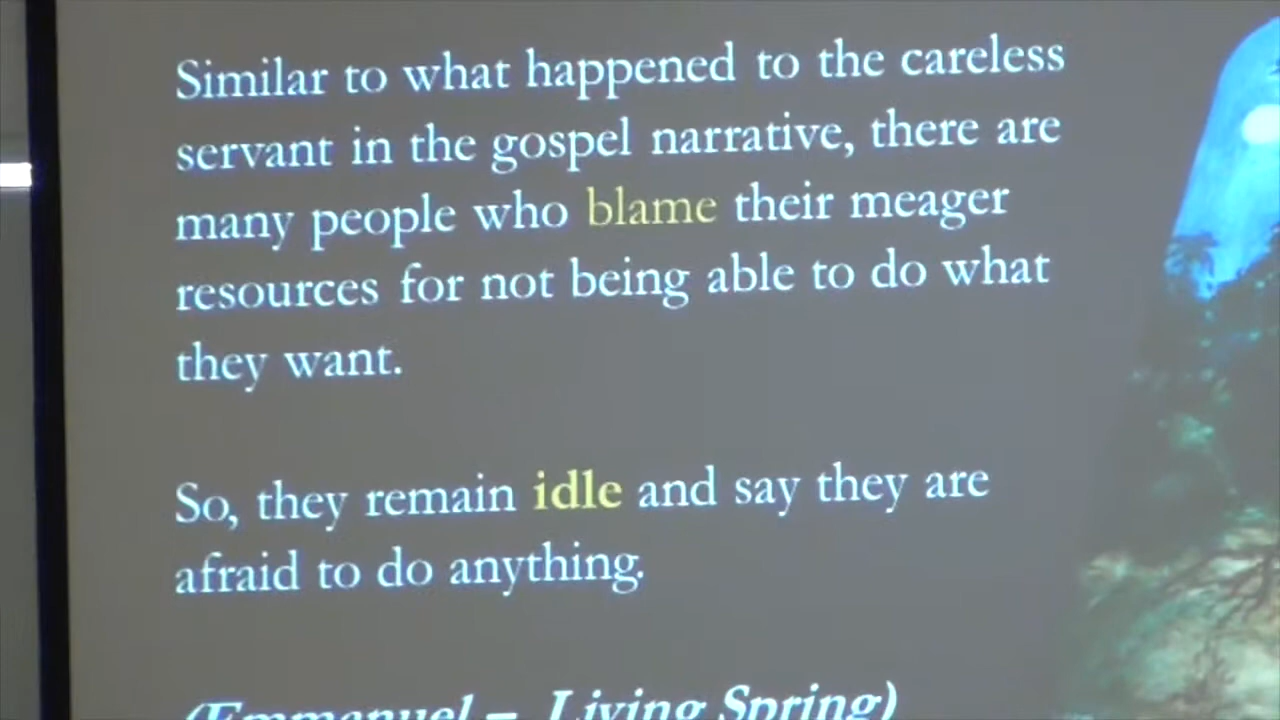 Similar to what happened to the careless
servant in the gospel narrative, there are
many people who blame their meager
resources for not being able to do what
they want.
So, they remain idle and say they are
afraid to do anything.
(Emmanuel – Living Spring)